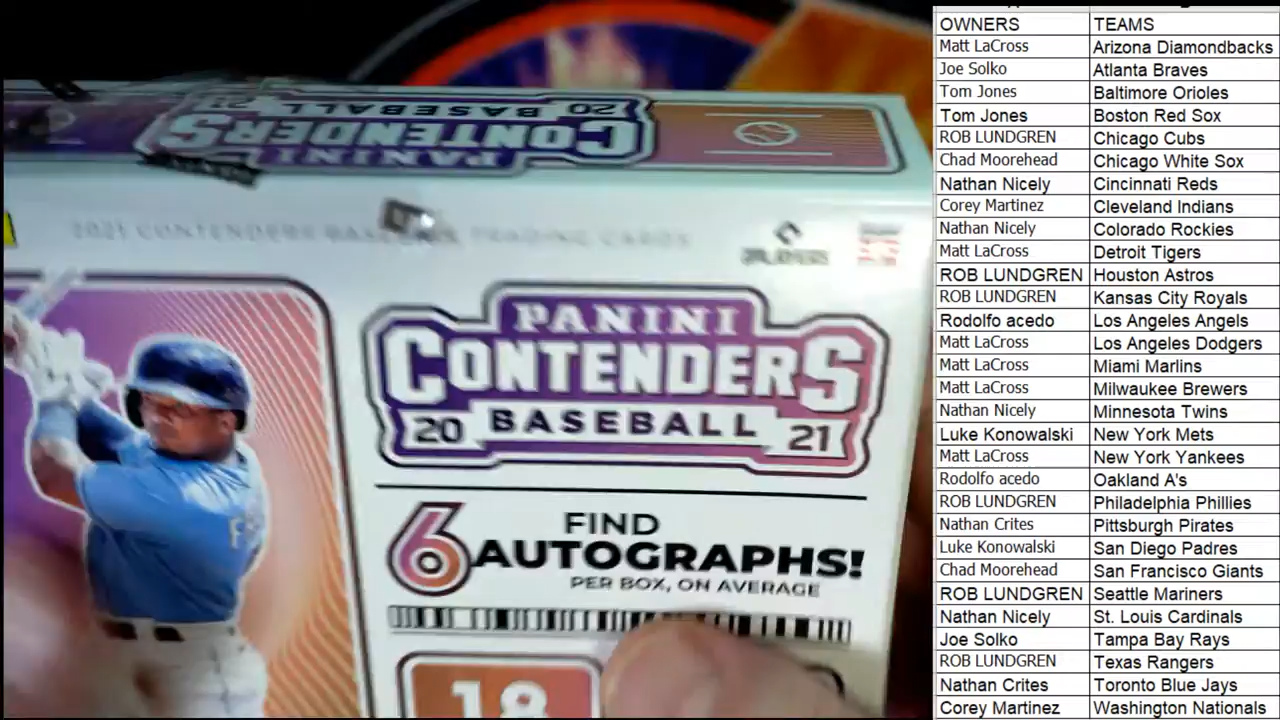 CONTENDERS
PANINI
BASEBALL
20
21
2021 CONTENDERS BASEBALL TRADING CARDS
PLAYERS
PANINI
CONTENDERS
20 BASEBALL 21
6 FIND
AUTOGRAPHS!
PER BOX, ON AVERAGE
18
OWNERS TEAMS
Matt LaCross Arizona Diamondbacks
Joe Solko Atlanta Braves
Tom Jones Baltimore Orioles
Tom Jones Boston Red Sox
ROB LUNDGREN Chicago Cubs
Chad Moorehead Chicago White Sox
Nathan Nicely Cincinnati Reds
Corey Martinez Cleveland Indians
Nathan Nicely Colorado Rockies
Matt LaCross Detroit Tigers
ROB LUNDGREN Houston Astros
ROB LUNDGREN Kansas City Royals
Rodolfo acedo Los Angeles Angels
Matt LaCross Los Angeles Dodgers
Matt LaCross Miami Marlins
Matt LaCross Milwaukee Brewers
Nathan Nicely Minnesota Twins
Luke Konowalski New York Mets
Matt LaCross New York Yankees
Rodolfo acedo Oakland A's
ROB LUNDGREN Philadelphia Phillies
Nathan Crites Pittsburgh Pirates
Luke Konowalski San Diego Padres
Chad Moorehead San Francisco Giants
ROB LUNDGREN Seattle Mariners
Nathan Nicely St. Louis Cardinals
Joe Solko Tampa Bay Rays
ROB LUNDGREN Texas Rangers
Nathan Crites Toronto Blue Jays
Corey Martinez Washington Nationals